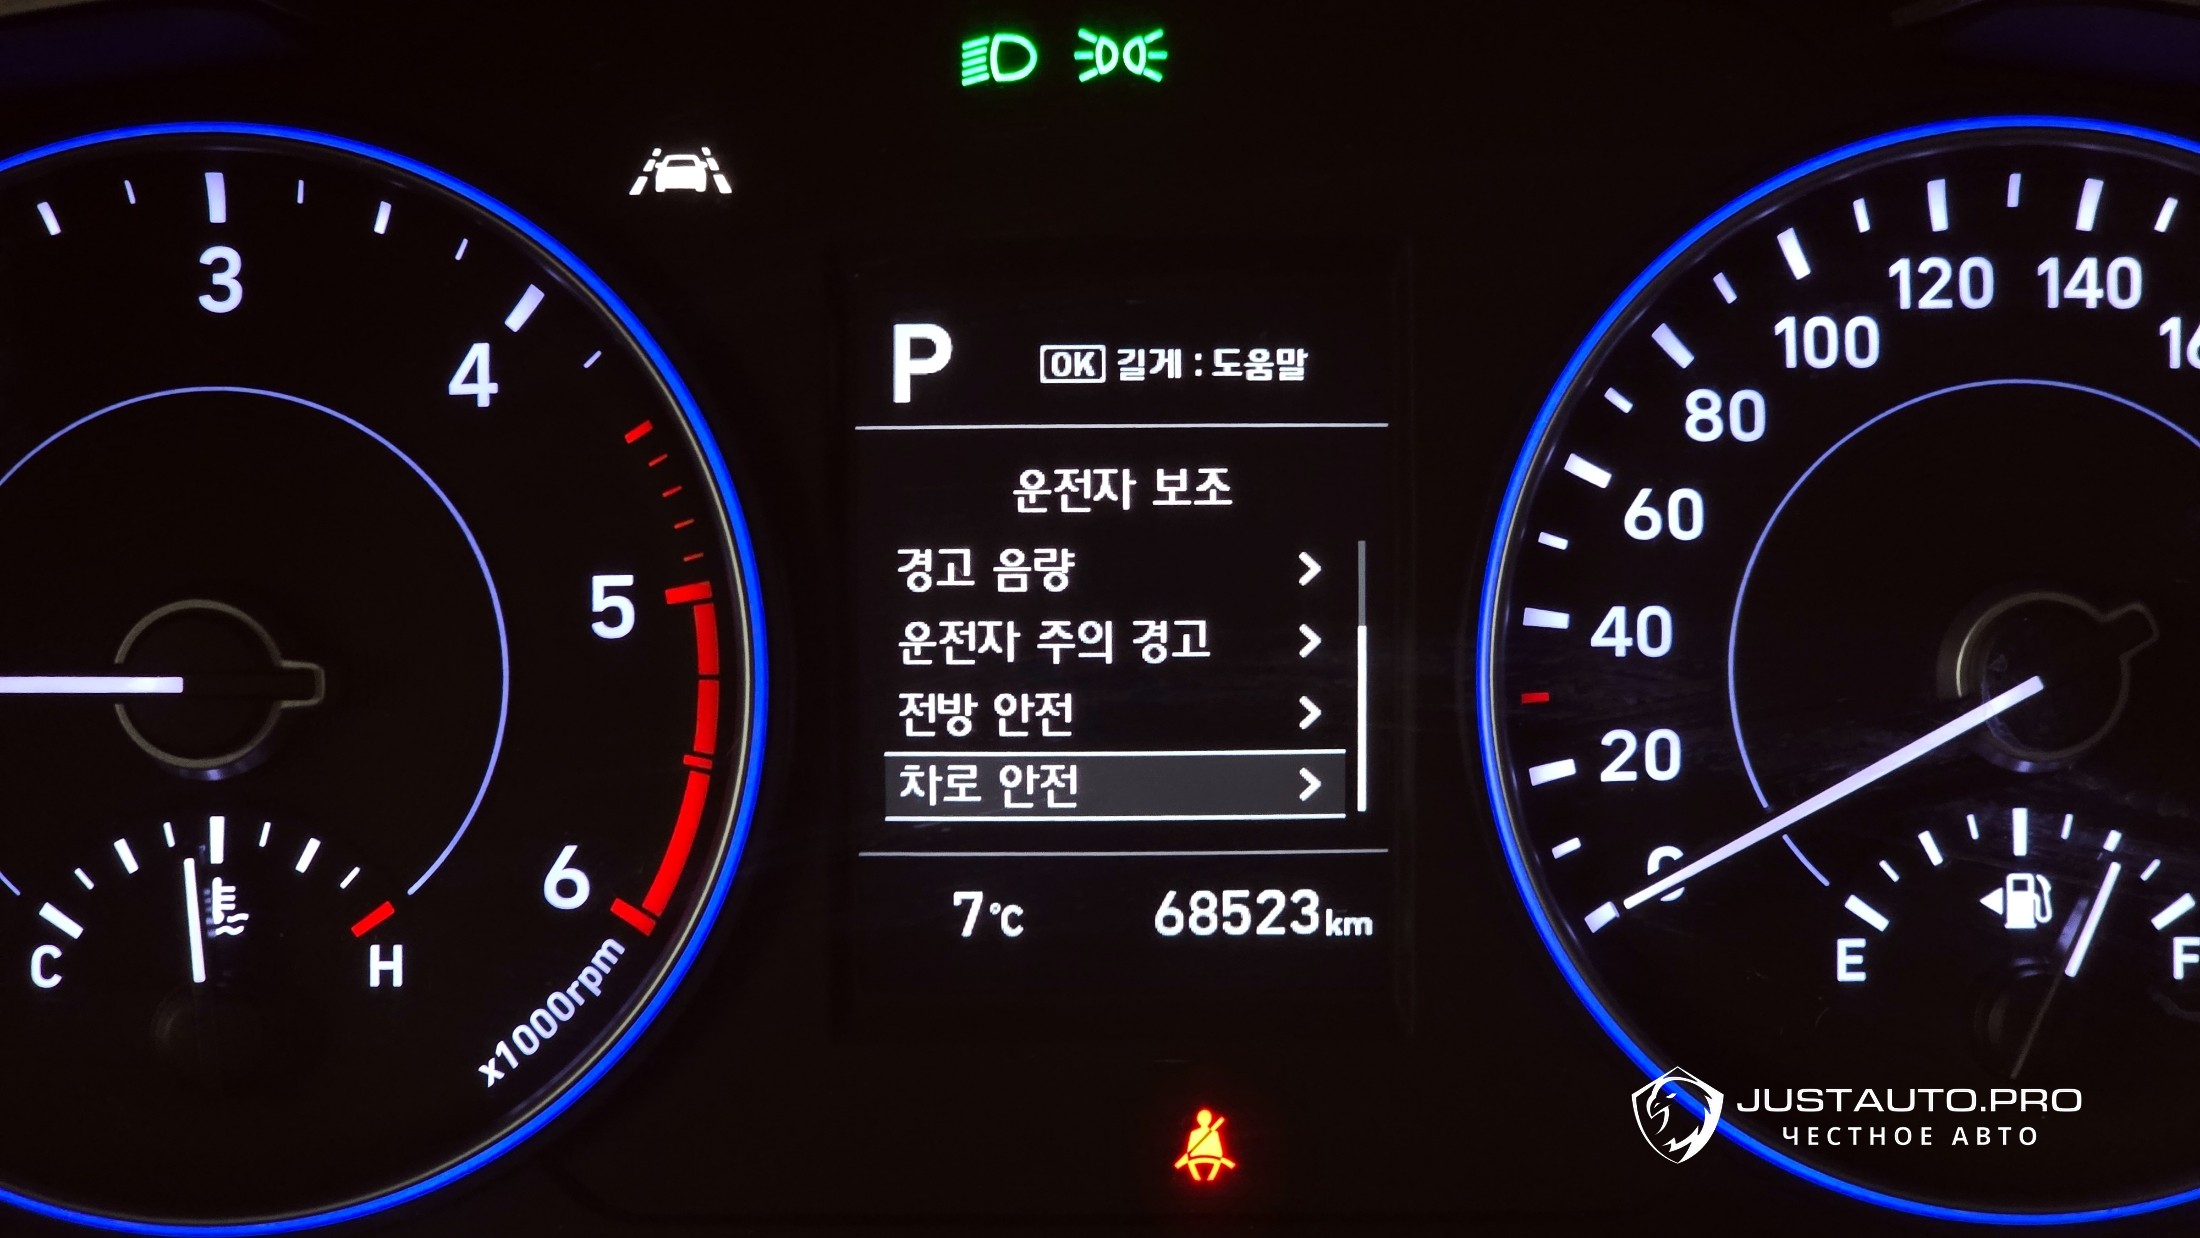 3
4
5
6
x1000rpm
C
H
P
OK 길게 : 도움말
운전자 보조
경고 음량
운전자 주의 경고
전방 안전
차로 안전
7°C
68523km
0
20
40
60
80
100
120
140
E
F
JUSTAUTO.PRO
ЧЕСТНОЕ АВТО